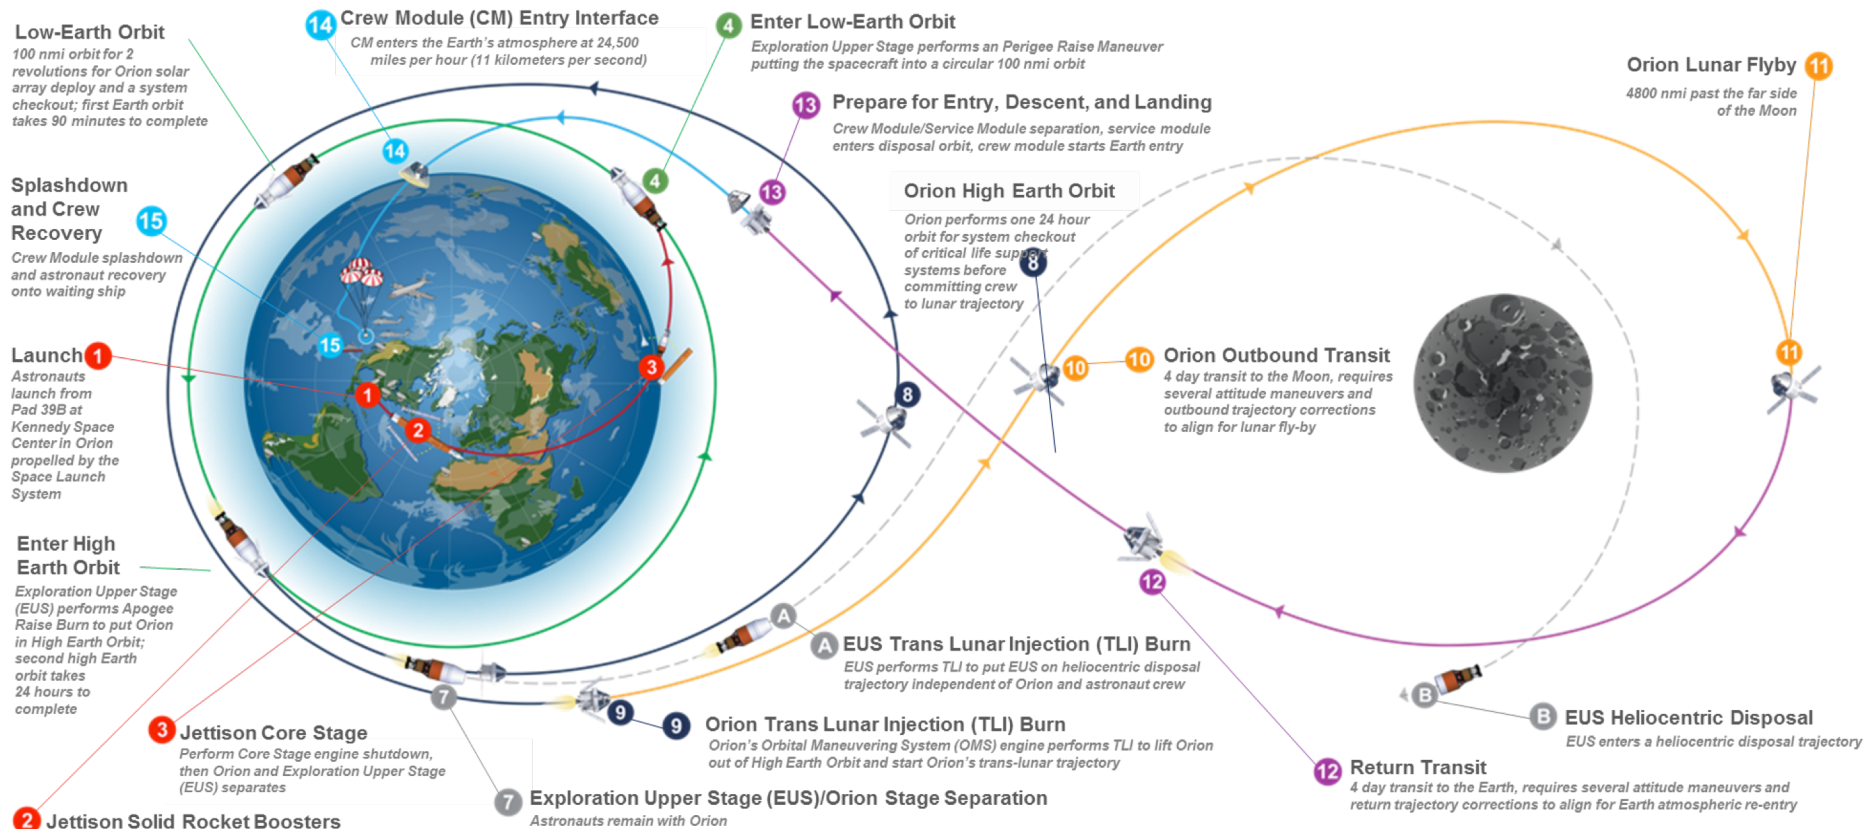 Low-Earth Orbit
100 nmi orbit for 2
revolutions for Orion solar
array deploy and a system
checkout; first Earth orbit
takes 90 minutes to complete
14
Crew Module (CM) Entry Interface
CM enters the Earth's atmosphere at 24,500
miles per hour (11 kilometers per second)
4
Enter Low-Earth Orbit
Exploration Upper Stage performs an Perigee Raise Maneuver
putting the spacecraft into a circular 100 nmi orbit
Orion Lunar Flyby
11
4800 nmi past the far side
of the Moon
13
Prepare for Entry, Descent, and Landing
Crew Module/Service Module separation, service module
enters disposal orbit, crew module starts Earth entry
14
4
13
Splashdown
and Crew
Recovery
15
Crew Module splashdown
and astronaut recovery
onto waiting ship
Orion High Earth Orbit
Orion performs one 24 hour
orbit for system checkout
of critical life support
systems before
committing crew
to lunar trajectory
8
15
Launch
1
Astronauts
launch from
Pad 39B at
Kennedy Space
Center in Orion
propelled by the
Space Launch
System
1
2
3
8
10
10
Orion Outbound Transit
4 day transit to the Moon, requires
several attitude maneuvers and
outbound trajectory corrections
to align for lunar fly-by
11
Enter High
Earth Orbit
Exploration Upper Stage
(EUS) performs Apogee
Raise Burn to put Orion
in High Earth Orbit;
second high Earth
orbit takes
24 hours to
complete
12
A
A
EUS Trans Lunar Injection (TLI) Burn
EUS performs TLI to put EUS on heliocentric disposal
trajectory independent of Orion and astronaut crew
7
9
9
Orion Trans Lunar Injection (TLI) Burn
Orion's Orbital Maneuvering System (OMS) engine performs TLI to lift Orion
out of High Earth Orbit and start Orion's trans-lunar trajectory
B
B
EUS Heliocentric Disposal
EUS enters a heliocentric disposal trajectory
3
Jettison Core Stage
Perform Core Stage engine shutdown,
then Orion and Exploration Upper Stage
(EUS) separates
12
Return Transit
4 day transit to the Earth, requires several attitude maneuvers and
return trajectory corrections to align for Earth atmospheric re-entry
7
Exploration Upper Stage (EUS)/Orion Stage Separation
Astronauts remain with Orion
2
Jettison Solid Rocket Boosters